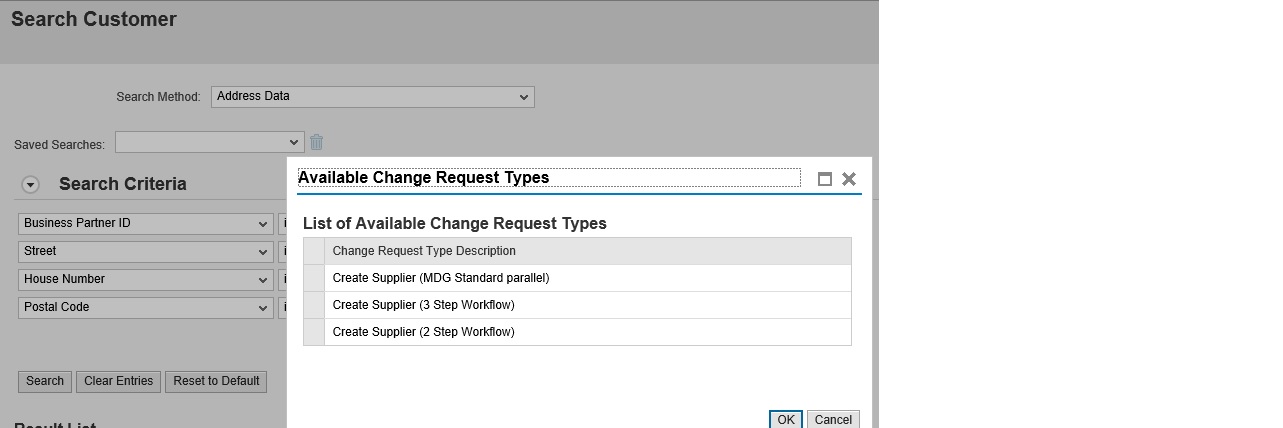 Search Customer
Search Method: Address Data
Saved Searches:
Available Change Request Types
Search Criteria
List of Available Change Request Types
Business Partner ID
Change Request Type Description
Street
Create Supplier (MDG Standard parallel)
House Number
Create Supplier (3 Step Workflow)
Postal Code
Create Supplier (2 Step Workflow)
Search Clear Entries Reset to Default
OK Cancel
Result List